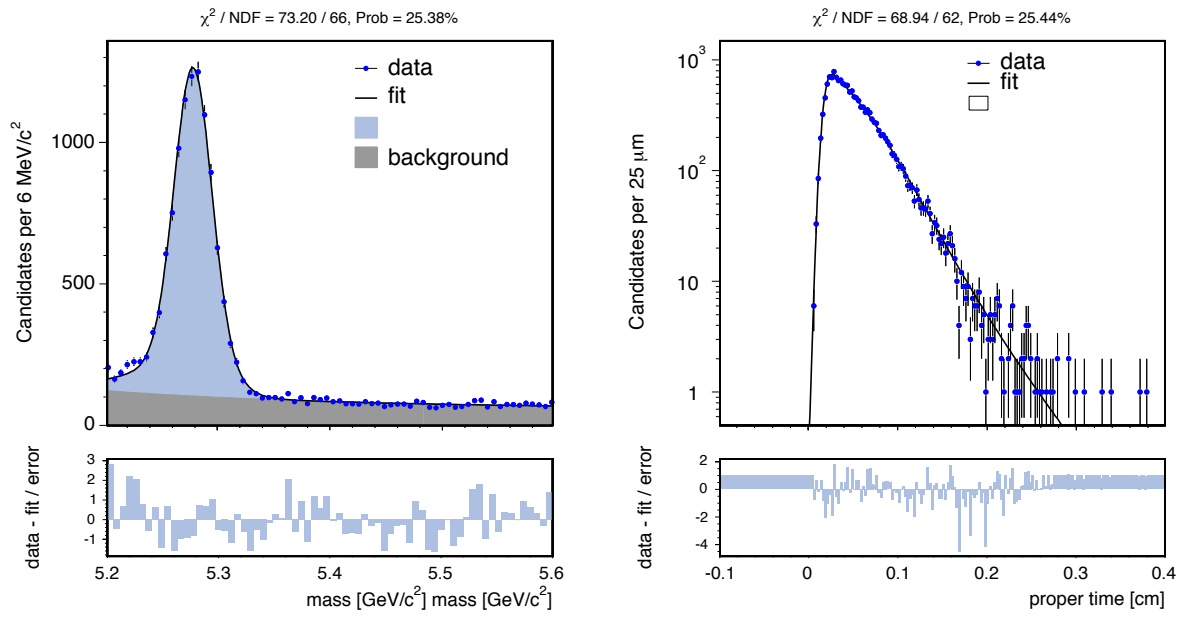 χ² / NDF = 73.20 / 66, Prob = 25.38%
Candidates per 6 MeV/c²
1000
500
0
data
fit
background
data - fit / error
3
2
1
0
-1
5.2 5.3 5.4 5.5 5.6
mass [GeV/c²] mass [GeV/c²]
χ² / NDF = 68.94 / 62, Prob = 25.44%
Candidates per 25 μm
10³
10²
10
1
data
fit
data - fit / error
2
0
-2
-4
-0.1 0 0.1 0.2 0.3 0.4
proper time [cm]